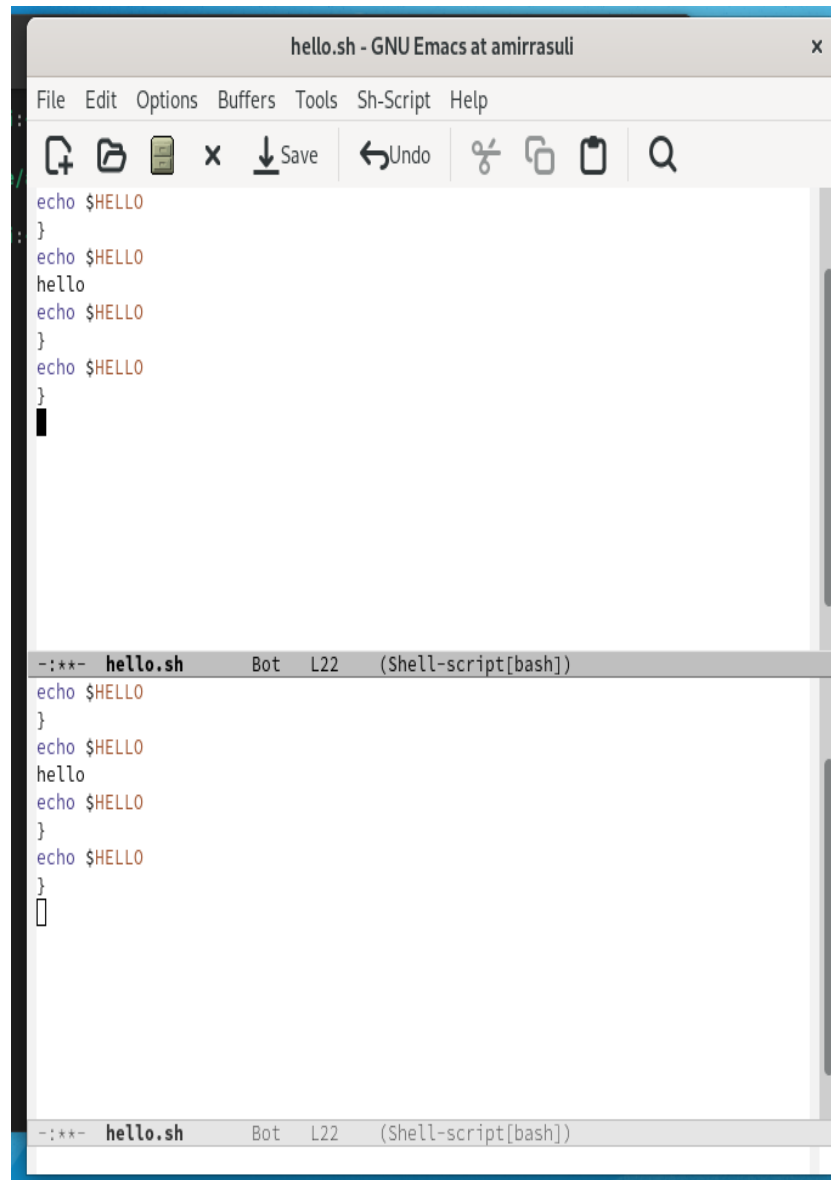 hello.sh - GNU Emacs at amirrasuli
File Edit Options Buffers Tools Sh-Script Help
Save Undo
echo $HELLO
}
echo $HELLO
hello
echo $HELLO
}
echo $HELLO
}
-:**- hello.sh Bot L22 (Shell-script[bash])
echo $HELLO
}
echo $HELLO
hello
echo $HELLO
}
echo $HELLO
}
-:**- hello.sh Bot L22 (Shell-script[bash])